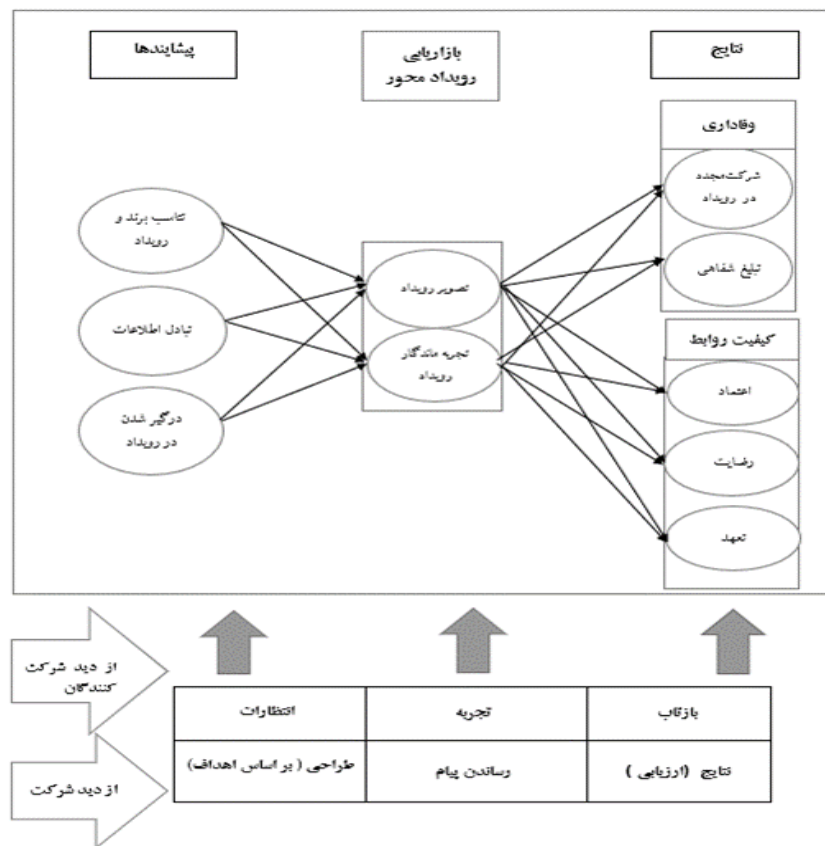 پیشایندها
بازاریابی
رویداد محور
نتایج
وفاداری
شرکت‌مجدد
در رویداد
تبلیغ شفاهی
تناسب برند و
رویداد
تبادل اطلاعات
درگیر شدن
در رویداد
تصویر رویداد
تجربه ماندگار
رویداد
کیفیت روابط
اعتماد
رضایت
تعهد
از دید شرکت
کنندگان
انتظارات
تجربه
بازتاب
از دید شرکت
طراحی ( بر اساس اهداف)
رساندن پیام
نتایج (ارزیابی )